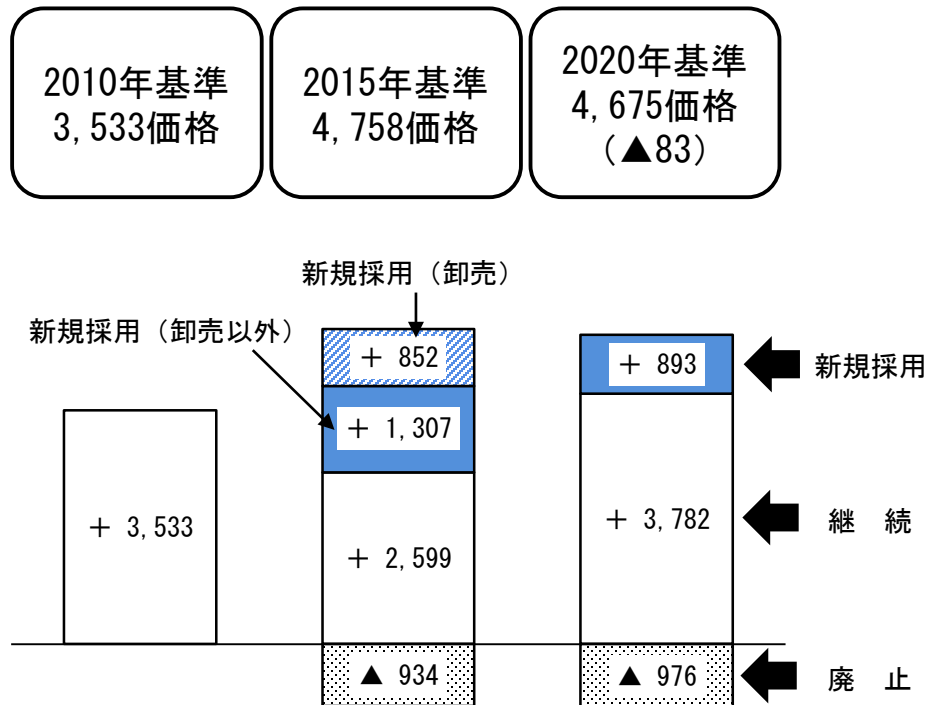 2010年基準
3,533価格
2015年基準
4,758価格
2020年基準
4,675価格
(▲83)
新規採用（卸売）
新規採用（卸売以外）
＋ 852
＋ 893
新規採用
＋ 1,307
＋ 3,533
＋ 2,599
＋ 3,782
継　続
▲ 934
▲ 976
廃　止